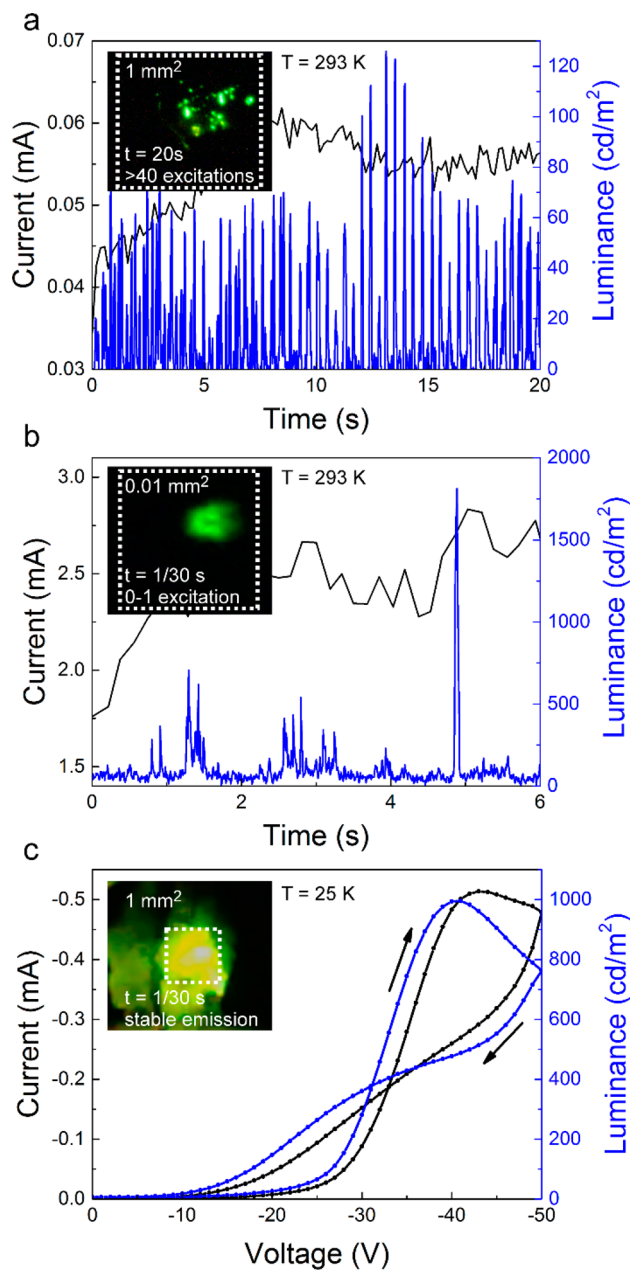 a
0.07
0.06
0.05
0.04
0.03
Current (mA)
1 mm²
t = 20s
>40 excitations
T = 293 K
120
100
80
60
40
20
0
Luminance (cd/m²)
0
5
10
15
20
Time (s)
b
3.0
2.5
2.0
1.5
Current (mA)
0.01 mm²
t = 1/30 s
0-1 excitation
T = 293 K
2000
1500
1000
500
0
Luminance (cd/m²)
0
2
4
6
Time (s)
c
-0.5
-0.4
-0.3
-0.2
-0.1
0.0
Current (mA)
1 mm²
t = 1/30 s
stable emission
T = 25 K
1000
800
600
400
200
0
Luminance (cd/m²)
0
-10
-20
-30
-40
-50
Voltage (V)